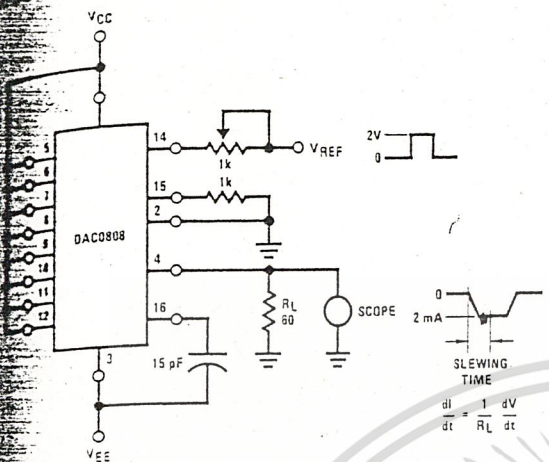 VCC
5
6
7
8
9
10
11
12
DAC0808
14
1k
VREF
15
1k
2
4
16
RL
60
SCOPE
15 pF
3
VEE
2V
0
0
2 mA
SLEWING
TIME
dI/dt = 1/RL dV/dt